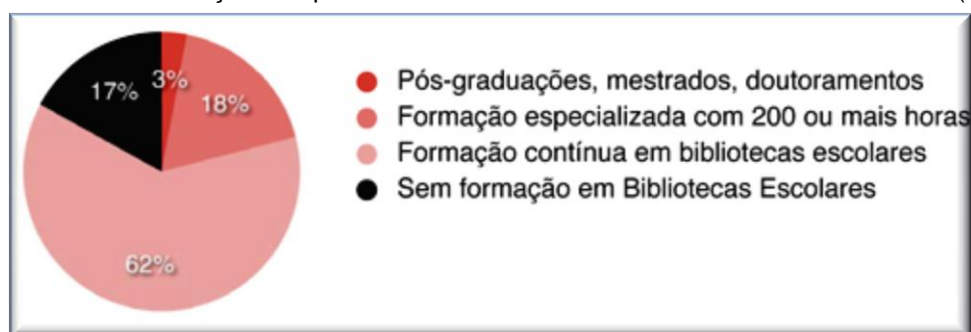 17%
3%
18%
62%
Pós-graduações, mestrados, doutoramentos
Formação especializada com 200 ou mais horas
Formação contínua em bibliotecas escolares
Sem formação em Bibliotecas Escolares